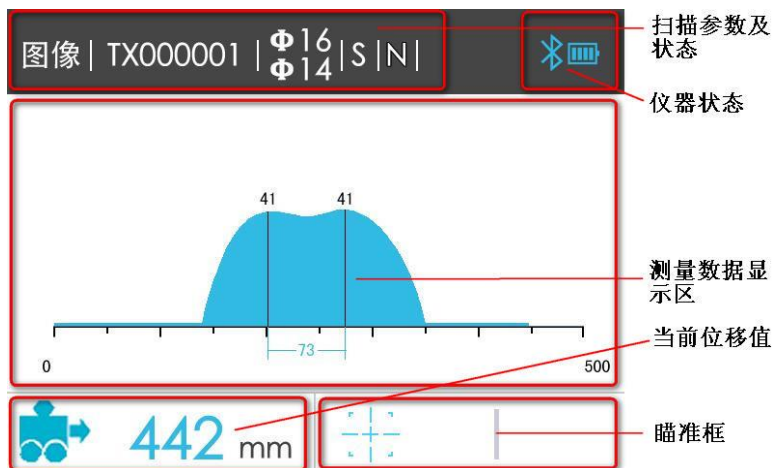 图像 | TX000001 | Φ16 | S | N |
Φ14
扫描参数及
状态
仪器状态
41 41
测量数据显
示区
73
0 500
当前位移值
442 mm
瞄准框